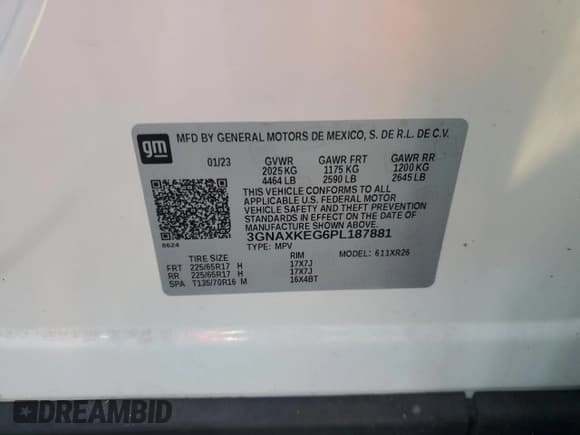 gm
MFD BY GENERAL MOTORS DE MEXICO, S. DE R.L. DE C.V.
01/23 GVWR GAWR FRT GAWR RR
2025 KG 1175 KG 1200 KG
4464 LB 2590 LB 2645 LB
THIS VEHICLE CONFORMS TO ALL
APPLICABLE U.S. FEDERAL MOTOR
VEHICLE SAFETY AND THEFT PREVENTION
STANDARDS IN EFFECT ON THE DATE OF
MANUFACTURE SHOWN ABOVE.
3GNAXKEG6PL187881
0624 TYPE: MPV MODEL: 611XR26
TIRE SIZE RIM
FRT 225/65R17 H 17X7J
RR 225/65R17 H 17X7J
SPA T135/70R16 M 16X4BT
DREAMBID